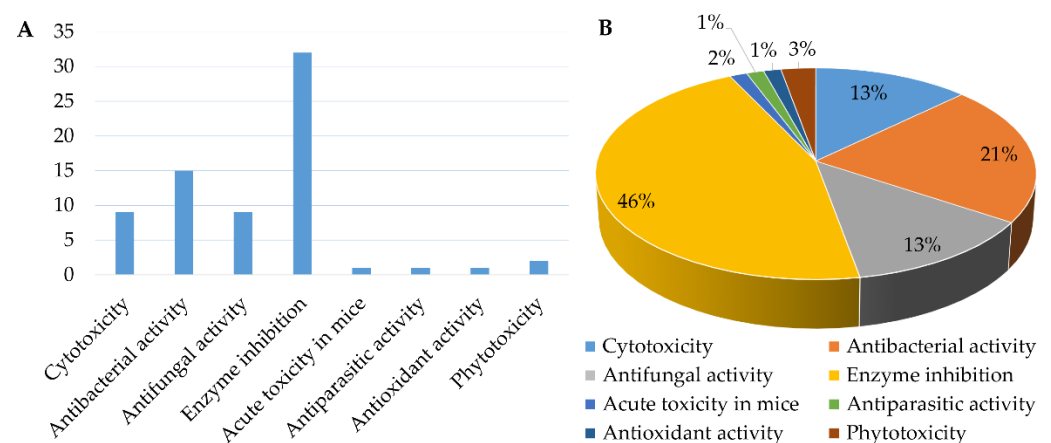 A
35
30
25
20
15
10
5
0
Cytotoxicity
Antibacterial activity
Antifungal activity
Enzyme inhibition
Acute toxicity in mice
Antiparasitic activity
Antioxidant activity
Phytotoxicity
B
1%
2%
1%
3%
13%
21%
46%
13%
Cytotoxicity
Antibacterial activity
Antifungal activity
Enzyme inhibition
Acute toxicity in mice
Antiparasitic activity
Antioxidant activity
Phytotoxicity